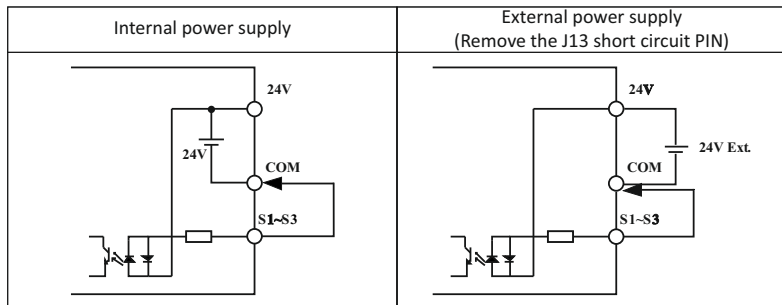 Internal power supply
External power supply
(Remove the J13 short circuit PIN)
24V
24V
COM
S1~S3
24V
24V Ext.
COM
S1~S3